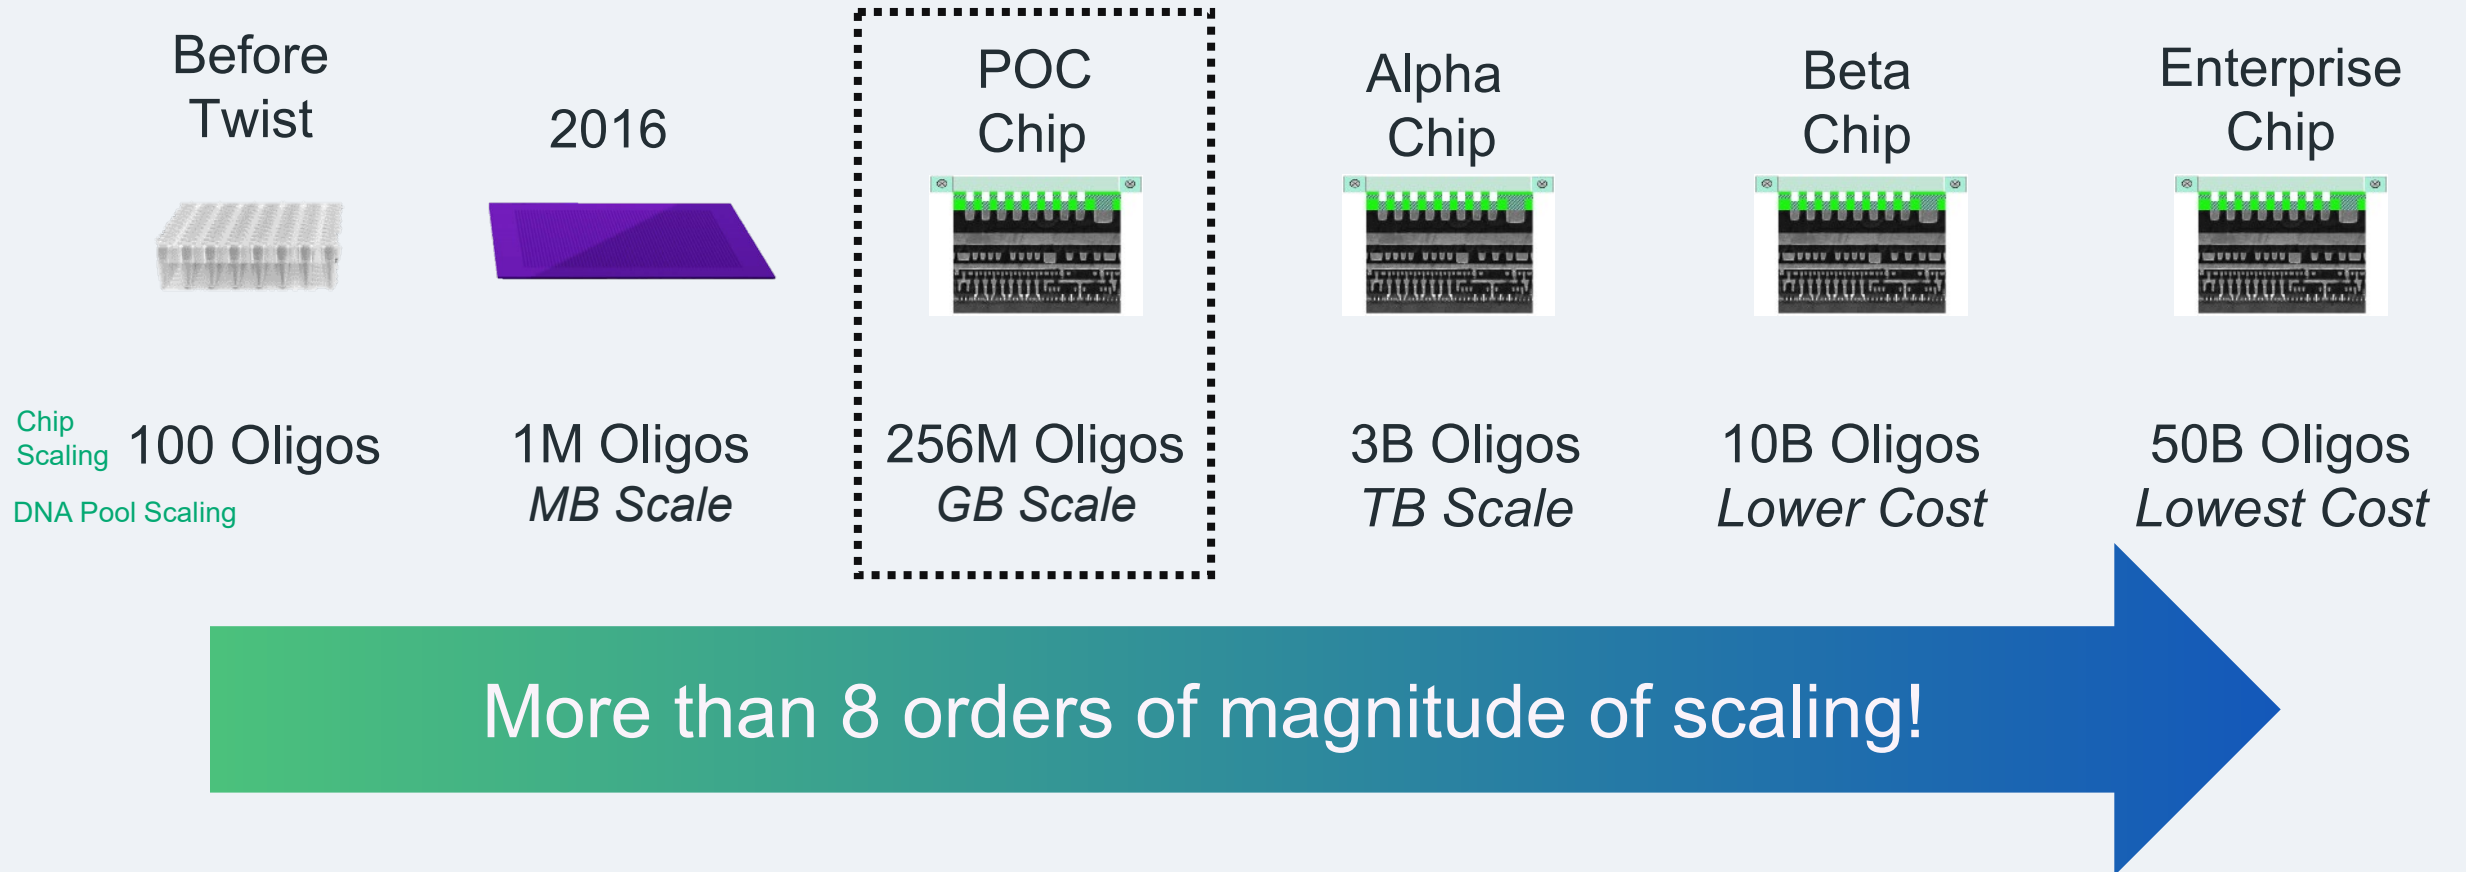 Before
Twist
2016
POC
Chip
Alpha
Chip
Beta
Chip
Enterprise
Chip
Chip
Scaling
100 Oligos
1M Oligos
256M Oligos
3B Oligos
10B Oligos
50B Oligos
DNA Pool Scaling
MB Scale
GB Scale
TB Scale
Lower Cost
Lowest Cost
More than 8 orders of magnitude of scaling!